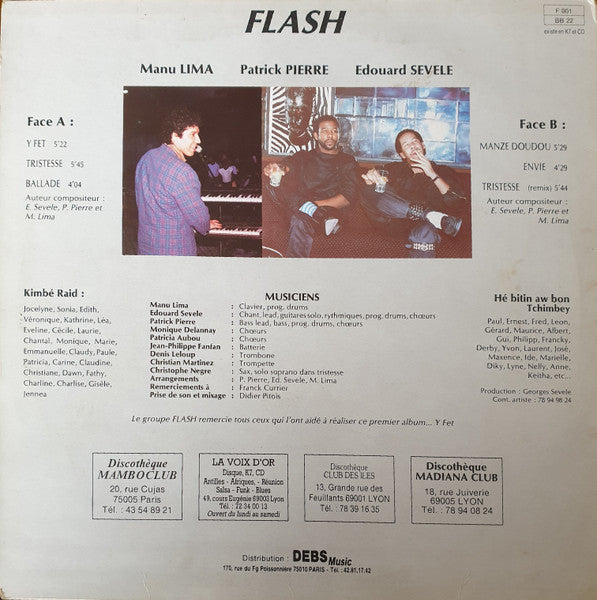 FLASH
F 001
BB 22
existe en K7 et CD
Manu LIMA Patrick PIERRE Edouard SEVELE
Face A :
Y FET 5'22
TRISTESSE 5'45
BALLADE 4'04
Auteur compositeur :
E. Sevele, P. Pierre et
M. Lima
Face B :
MANZE DOUDOU 5'29
ENVIE 4'29
TRISTESSE (remix) 5'44
Auteur compositeur :
E. Sevele, P. Pierre et
M. Lima
Kimbé Raid :
Jocelyne, Sonia, Edith,
Véronique, Kathrine, Léa,
Eveline, Cécile, Laurie,
Chantal, Monique, Marie,
Emmanuelle, Claudy, Paule,
Patricia, Carine, Claudine,
Christiane, Dawn, Fathy,
Charline, Charlise, Gisèle,
Jennea
MUSICIENS
Manu Lima : Clavier, prog. drums
Edouard Sevele : Chant, lead, guitares solo, rythmiques, prog. drums, chœurs
Patrick Pierre : Bass lead, bass, prog. drums, chœurs
Monique Delannay : Chœurs
Patricia Aubou : Chœurs
Jean-Philippe Fanfan : Batterie
Denis Leloup : Trombone
Christian Martinez : Trompette
Christophe Negre : Sax, solo soprano dans tristesse
Arrangements : P. Pierre, Ed. Sevele, M. Lima
Remerciements à : Franck Currier
Prise de son et mixage : Didier Pitois
Hé bitin aw bon
Tchimbey
Paul, Ernest, Fred, Leon,
Gérard, Maurice, Albert,
Gui, Philipp, Francky,
Derby, Yvon, Laurent, José,
Maxence, Ide, Marielle,
Diky, Lyne, Nelly, Anne,
Keitha, etc...
Production : Georges Sevele
Cont. artiste : 78 94 98 24
Le groupe FLASH remercie tous ceux qui l'ont aidé à réaliser ce premier album... Y Fet
Discothèque
MAMBOCLUB
20, rue Cujas
75005 Paris
Tél. : 43 54 89 21
LA VOIX D'OR
Disque, K7, CD
Antilles - Afriques, - Réunion
Salsa - Funk - Blues
49, cours Eugénie 69003 Lyon
Tél. : 72 34 00 13
Ouvert du lundi au samedi
Discothèque
CLUB DES ILES
13, Grande rue des
Feuillants 69001 LYON
Tél. : 78 39 16 35
Discothèque
MADIANA CLUB
18, rue Juiverie
69005 LYON
Tél. : 78 94 08 24
Distribution : DEBS Music
170, rue du Fg Poissonnière 75010 PARIS - Tél. : 42.81.17.42